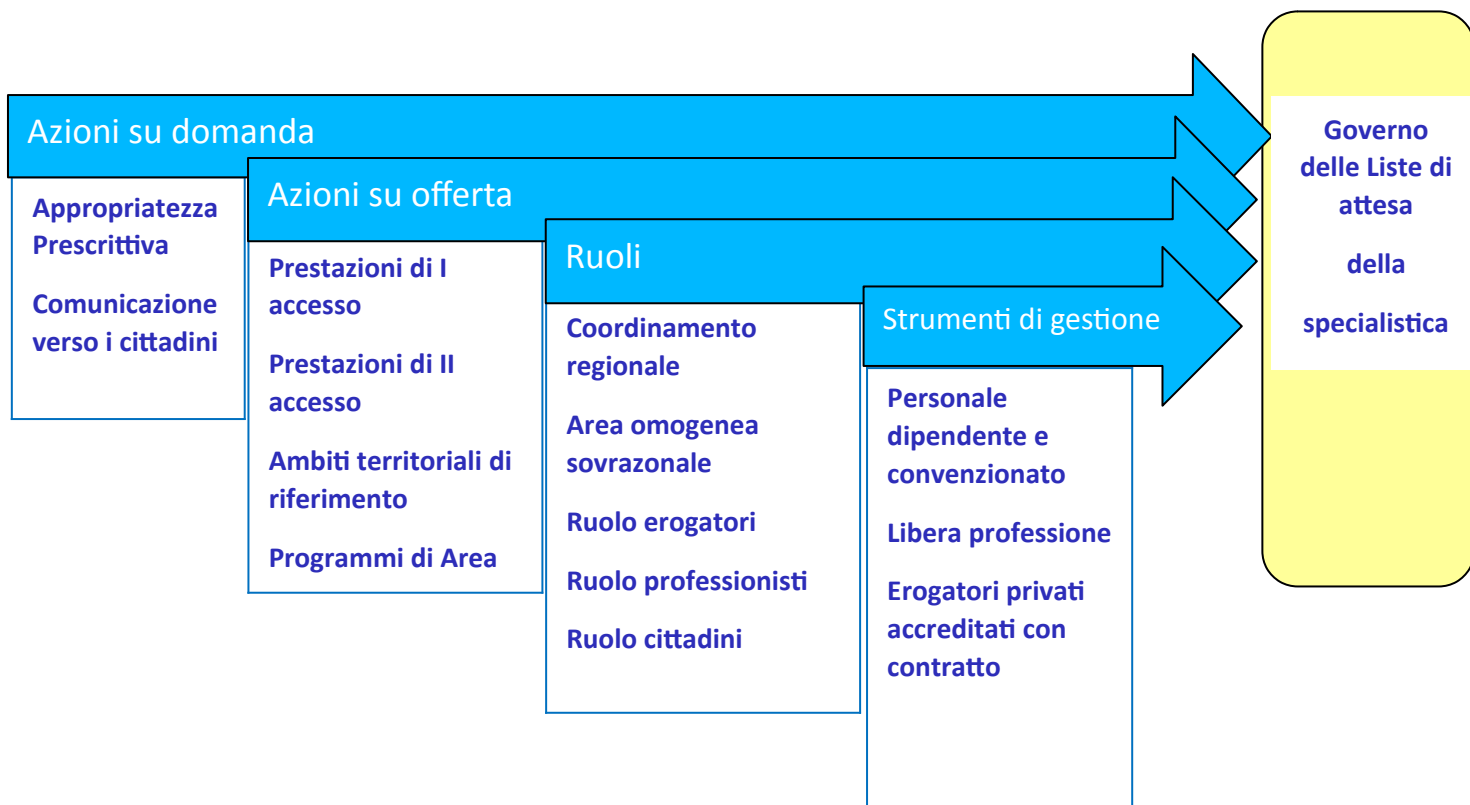 Azioni su domanda
Appropriatezza
Prescrittiva
Comunicazione
verso i cittadini
Azioni su offerta
Prestazioni di I
accesso
Prestazioni di II
accesso
Ambiti territoriali di
riferimento
Programmi di Area
Ruoli
Coordinamento
regionale
Area omogenea
sovrazonale
Ruolo erogatori
Ruolo professionisti
Ruolo cittadini
Strumenti di gestione
Personale
dipendente e
convenzionato
Libera professione
Erogatori privati
accreditati con
contratto
Governo
delle Liste di
attesa
della
specialistica